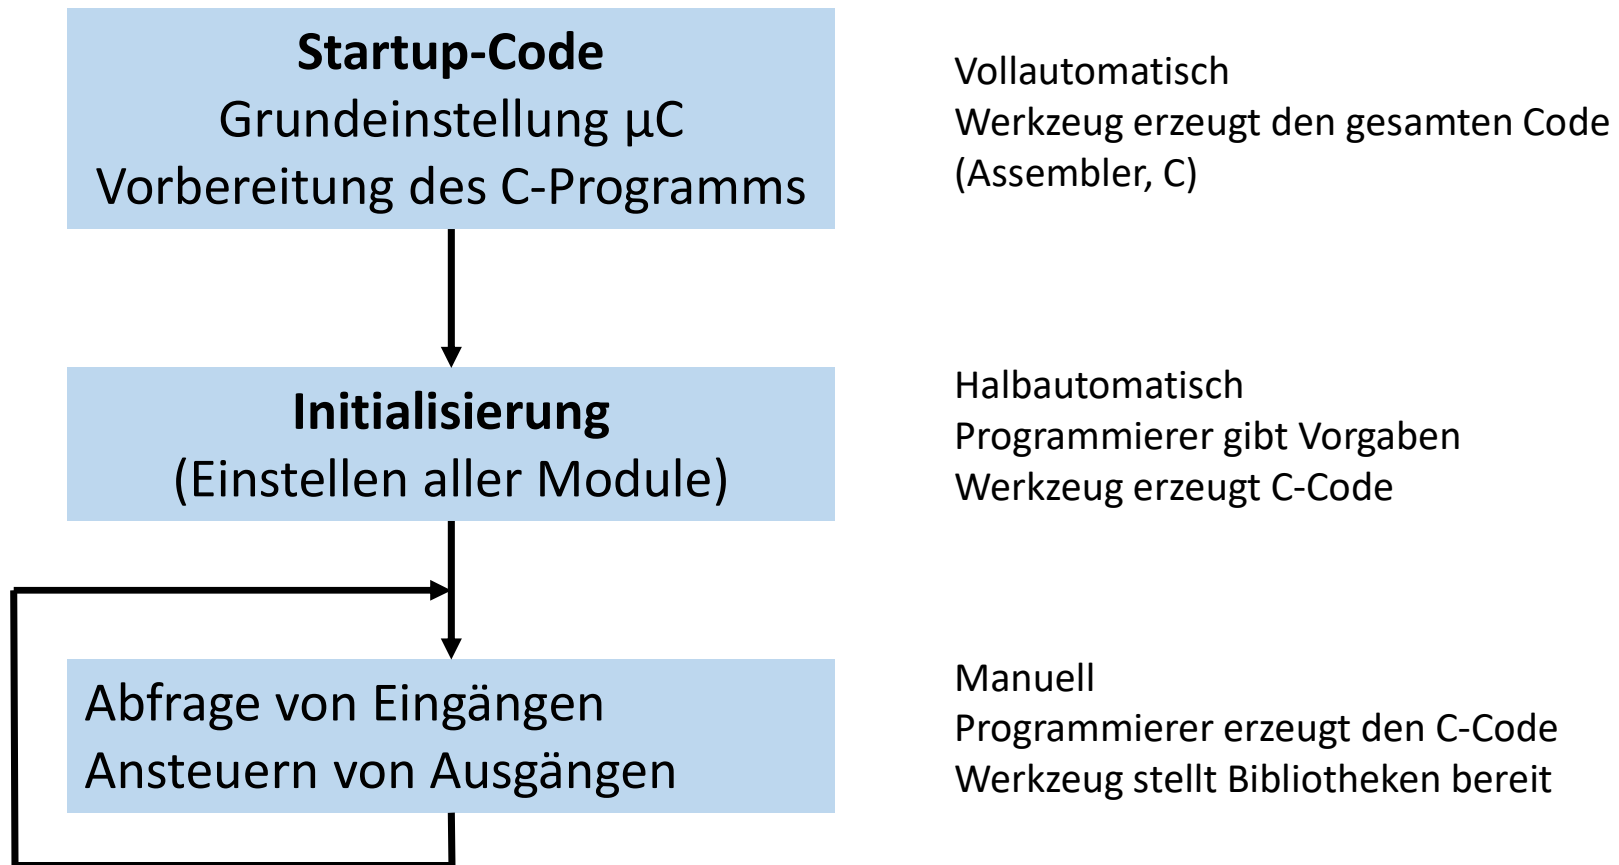 Startup-Code
Grundeinstellung µC
Vorbereitung des C-Programms
Vollautomatisch
Werkzeug erzeugt den gesamten Code
(Assembler, C)
Initialisierung
(Einstellen aller Module)
Halbautomatisch
Programmierer gibt Vorgaben
Werkzeug erzeugt C-Code
Abfrage von Eingängen
Ansteuern von Ausgängen
Manuell
Programmierer erzeugt den C-Code
Werkzeug stellt Bibliotheken bereit